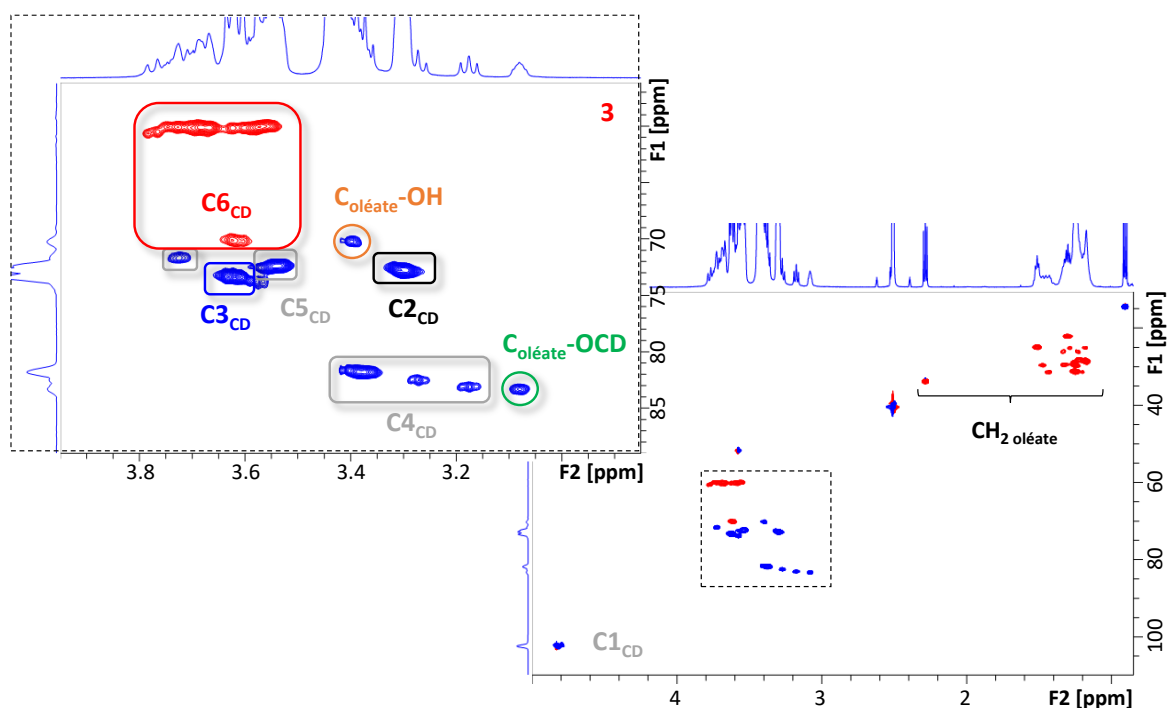 3
C6CD
Coléate-OH
C3CD
C5CD
C2CD
Coléate-OCD
C4CD
70
75
80
85
F1 [ppm]
3.8
3.6
3.4
3.2
F2 [ppm]
CH2 oléate
C1CD
40
60
80
100
F1 [ppm]
4
3
2
F2 [ppm]